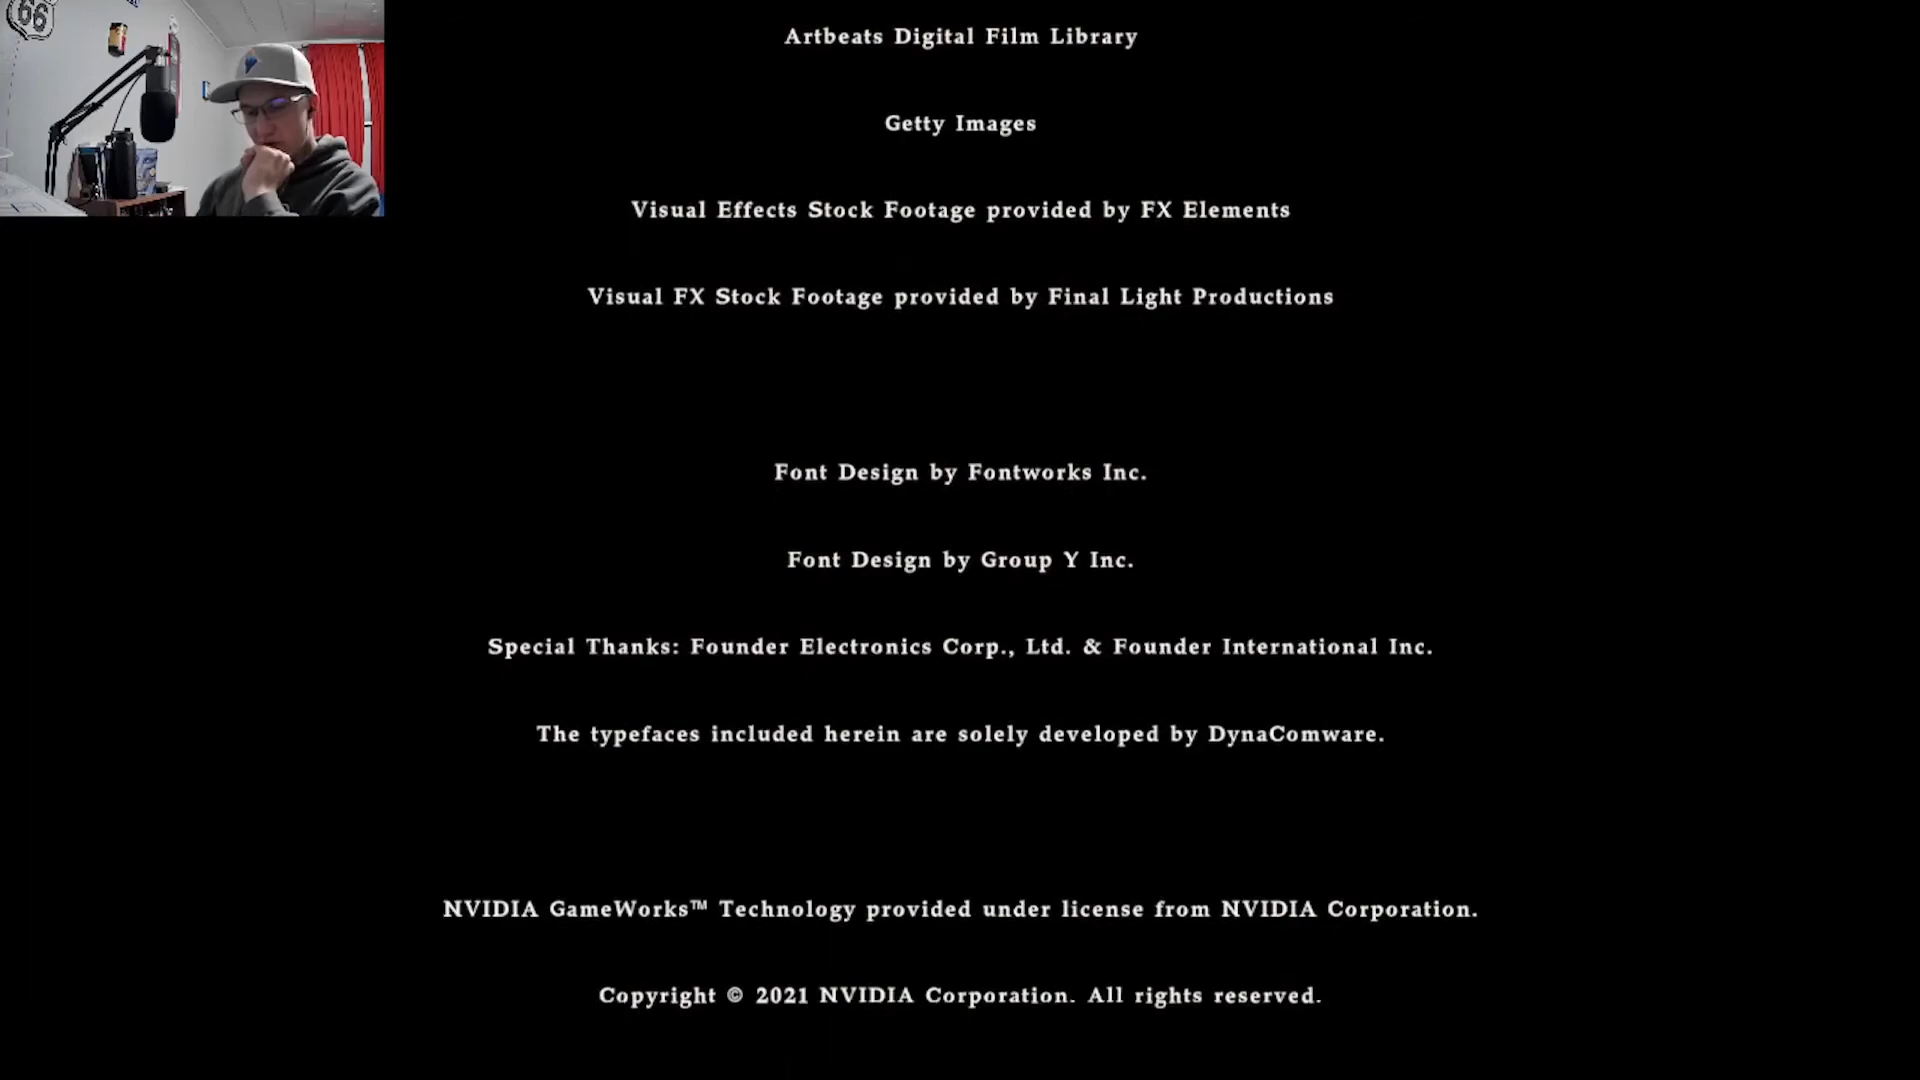 66
Artbeats Digital Film Library
Getty Images
Visual Effects Stock Footage provided by FX Elements
Visual FX Stock Footage provided by Final Light Productions
Font Design by Fontworks Inc.
Font Design by Group Y Inc.
Special Thanks: Founder Electronics Corp., Ltd. & Founder International Inc.
The typefaces included herein are solely developed by DynaComware.
NVIDIA GameWorks™ Technology provided under license from NVIDIA Corporation.
Copyright © 2021 NVIDIA Corporation. All rights reserved.